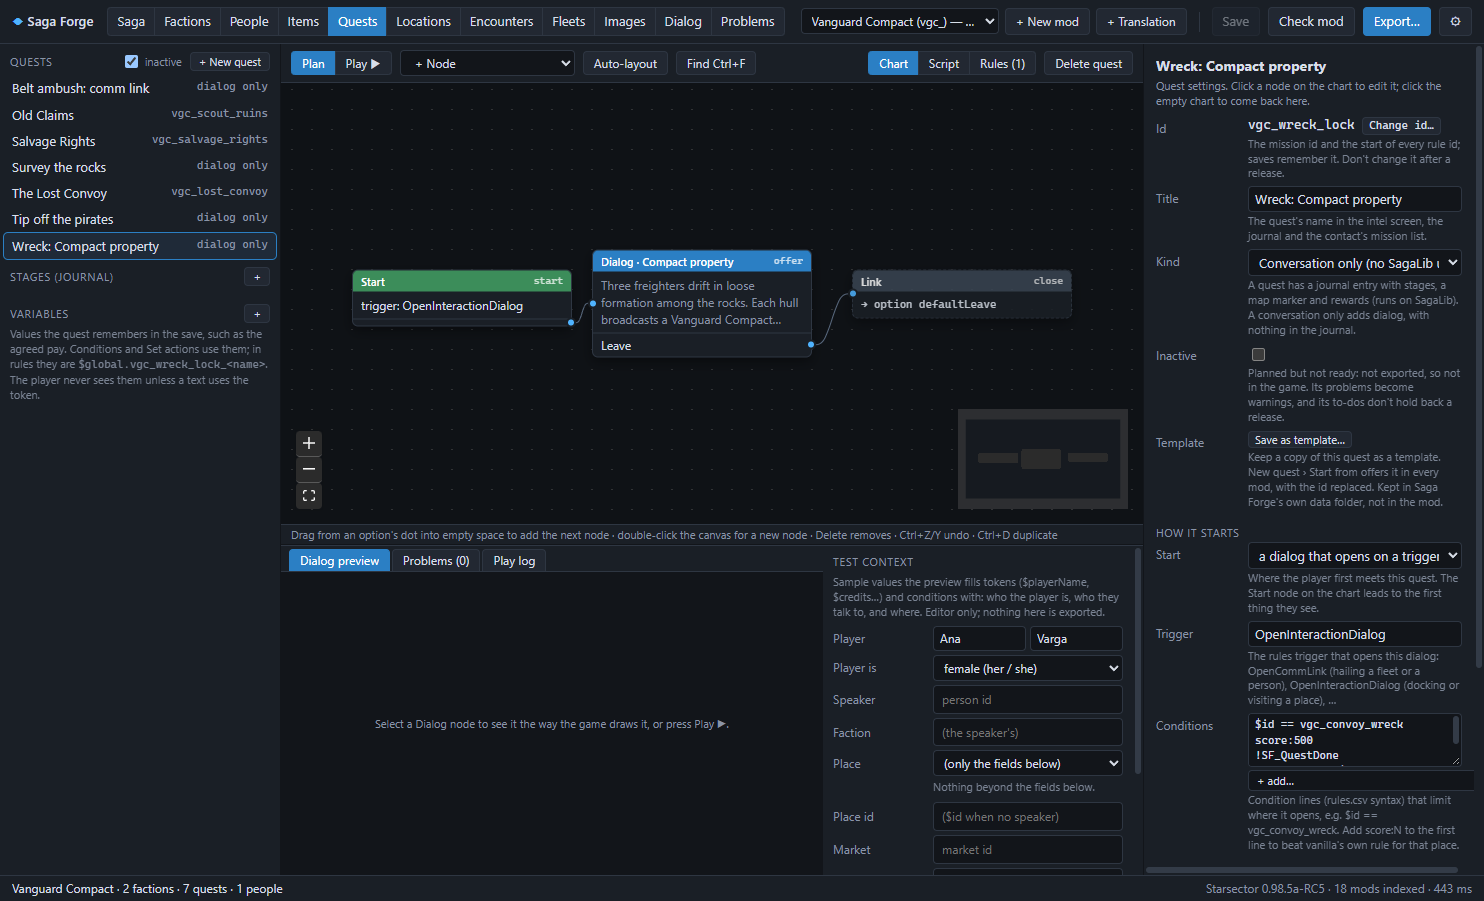 Saga Forge
Saga
Factions
People
Items
Quests
Locations
Encounters
Fleets
Images
Dialog
Problems
Vanguard Compact (vgc_) — ...
+ New mod
+ Translation
Save
Check mod
Export...
QUESTS
inactive
+ New quest
Belt ambush: comm link
dialog only
Old Claims
vgc_scout_ruins
Salvage Rights
vgc_salvage_rights
Survey the rocks
dialog only
The Lost Convoy
vgc_lost_convoy
Tip off the pirates
dialog only
Wreck: Compact property
dialog only
STAGES (JOURNAL)
+
VARIABLES
+
Values the quest remembers in the save, such as the
agreed pay. Conditions and Set actions use them; in
rules they are $global.vgc_wreck_lock_<name>.
The player never sees them unless a text uses the
token.
Plan
Play ▶
+ Node
Auto-layout
Find Ctrl+F
Chart
Script
Rules (1)
Delete quest
Start
start
trigger: OpenInteractionDialog
Dialog · Compact property
offer
Three freighters drift in loose
formation among the rocks. Each hull
broadcasts a Vanguard Compact...
Leave
Link
close
→ option defaultLeave
Drag from an option's dot into empty space to add the next node · double-click the canvas for a new node · Delete removes · Ctrl+Z/Y undo · Ctrl+D duplicate
Dialog preview
Problems (0)
Play log
Select a Dialog node to see it the way the game draws it, or press Play ▶.
TEST CONTEXT
Sample values the preview fills tokens ($playerName,
$credits...) and conditions with: who the player is, who they
talk to, and where. Editor only; nothing here is exported.
Player
Ana
Varga
Player is
female (her / she)
Speaker
person id
Faction
(the speaker's)
Place
(only the fields below)
Nothing beyond the fields below.
Place id
($id when no speaker)
Market
market id
Wreck: Compact property
Quest settings. Click a node on the chart to edit it; click the
empty chart to come back here.
Id
vgc_wreck_lock
Change id…
The mission id and the start of every rule id;
saves remember it. Don't change it after a
release.
Title
Wreck: Compact property
The quest's name in the intel screen, the
journal and the contact's mission list.
Kind
Conversation only (no SagaLib
A quest has a journal entry with stages, a
map marker and rewards (runs on SagaLib).
A conversation only adds dialog, with
nothing in the journal.
Inactive
Planned but not ready: not exported, so not
in the game. Its problems become
warnings, and its to-dos don't hold back a
release.
Template
Save as template...
Keep a copy of this quest as a template.
New quest › Start from offers it in every
mod, with the id replaced. Kept in Saga
Forge's own data folder, not in the mod.
HOW IT STARTS
Start
a dialog that opens on a trigger
Where the player first meets this quest. The
Start node on the chart leads to the first
thing they see.
Trigger
OpenInteractionDialog
The rules trigger that opens this dialog:
OpenCommLink (hailing a fleet or a
person), OpenInteractionDialog (docking or
visiting a place), ...
Conditions
$id == vgc_convoy_wreck
score:500
!SF_QuestDone
+ add...
Condition lines (rules.csv syntax) that limit
where it opens, e.g. $id ==
vgc_convoy_wreck. Add score:N to the first
line to beat vanilla's own rule for that place.
Vanguard Compact · 2 factions · 7 quests · 1 people
Starsector 0.98.5a-RC5 · 18 mods indexed · 443 ms